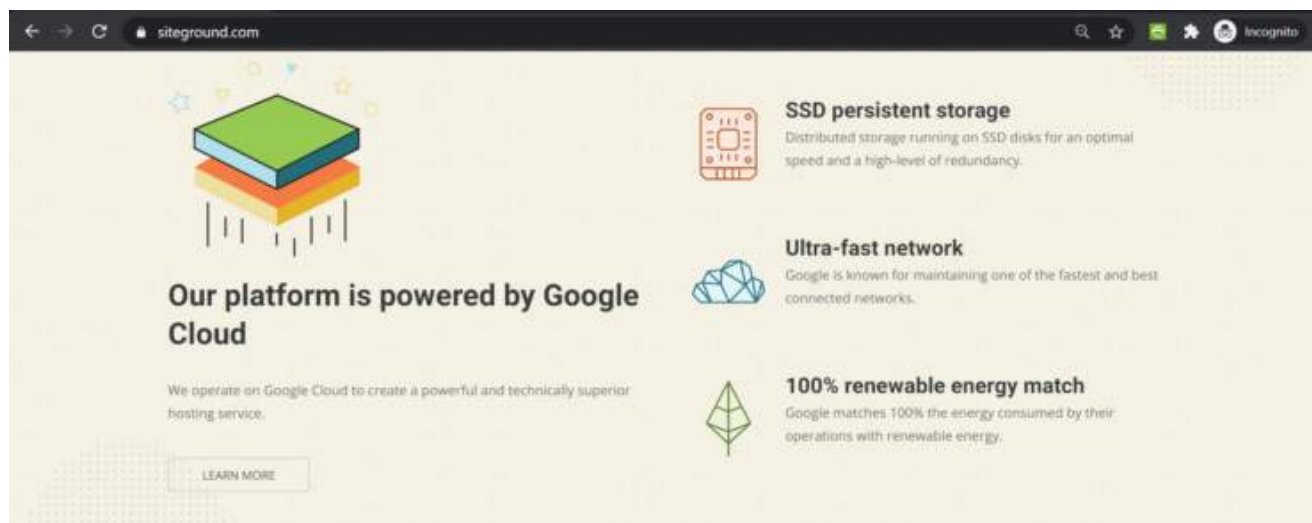 siteground.com
Incognito
Our platform is powered by Google
Cloud
We operate on Google Cloud to create a powerful and technically superior
hosting service.
LEARN MORE
SSD persistent storage
Distributed storage running on SSD disks for an optimal
speed and a high-level of redundancy.
Ultra-fast network
Google is known for maintaining one of the fastest and best
connected networks.
100% renewable energy match
Google matches 100% the energy consumed by their
operations with renewable energy.